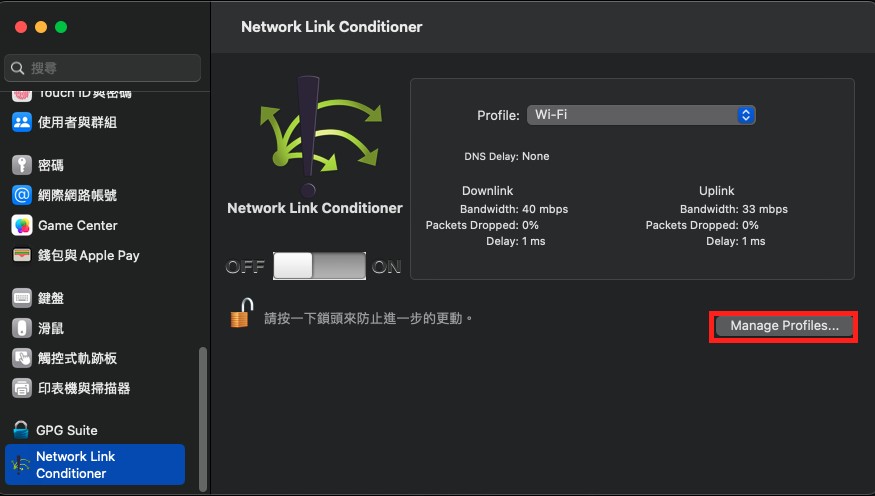 Network Link Conditioner
搜尋
Touch ID 與密碼
使用者與群組
密碼
網際網路帳號
Game Center
錢包與 Apple Pay
鍵盤
滑鼠
觸控式軌跡板
印表機與掃描器
GPG Suite
Network Link
Conditioner
Network Link Conditioner
OFF
ON
請按一下鎖頭來防止進一步的更動。
Profile: Wi-Fi
DNS Delay: None
Downlink
Bandwidth: 40 mbps
Packets Dropped: 0%
Delay: 1 ms
Uplink
Bandwidth: 33 mbps
Packets Dropped: 0%
Delay: 1 ms
Manage Profiles...